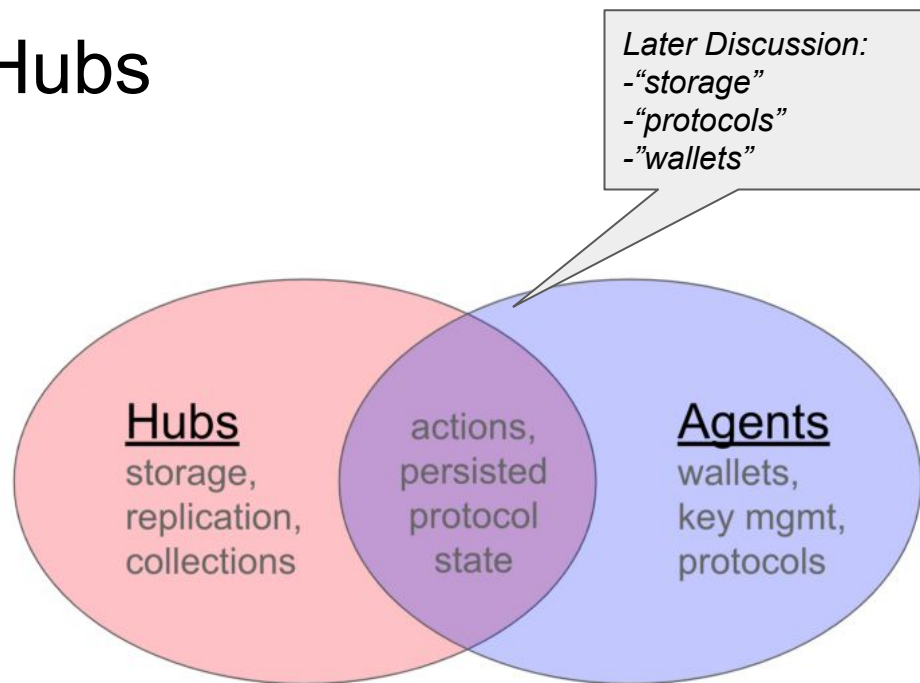 Hubs
Later Discussion:
-“storage”
-“protocols”
-”wallets”
Hubs
storage,
replication,
collections
actions,
persisted
protocol
state
Agents
wallets,
key mgmt,
protocols